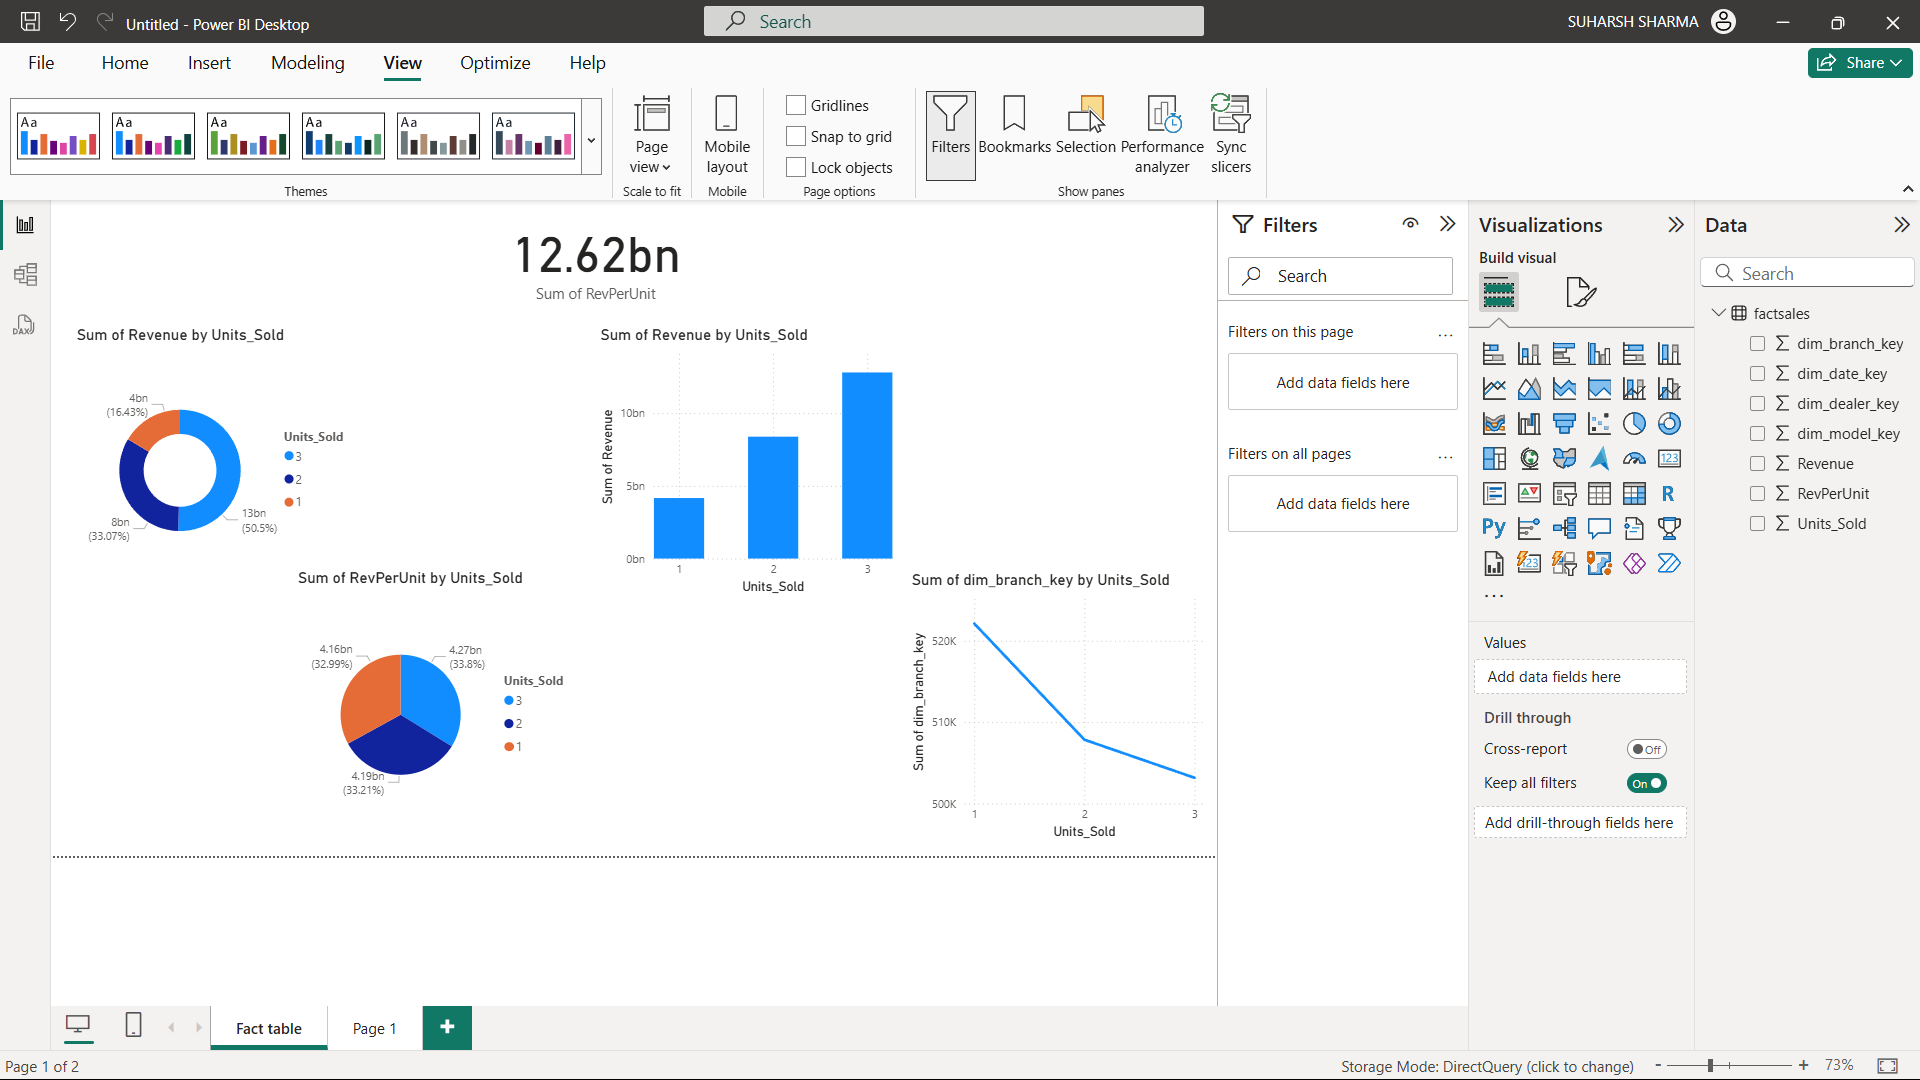 Untitled - Power BI Desktop
Search
SUHARSH SHARMA
File Home Insert Modeling View Optimize Help
Share
Aa Aa Aa Aa Aa Aa
Page view
Mobile layout
Gridlines
Snap to grid
Lock objects
Filters
Bookmarks
Selection
Performance analyzer
Sync slicers
Themes
Scale to fit
Mobile
Page options
Show panes
12.62bn
Sum of RevPerUnit
Sum of Revenue by Units_Sold
4bn
(16.43%)
8bn
(33.07%)
13bn
(50.5%)
Units_Sold
3
2
1
Sum of Revenue by Units_Sold
Sum of Revenue
10bn
5bn
0bn
1 2 3
Units_Sold
Sum of RevPerUnit by Units_Sold
4.16bn
(32.99%)
4.27bn
(33.8%)
4.19bn
(33.21%)
Units_Sold
3
2
1
Sum of dim_branch_key by Units_Sold
Sum of dim_branch_key
520K
510K
500K
1 2 3
Units_Sold
Filters
Search
Filters on this page
...
Add data fields here
Filters on all pages
...
Add data fields here
Visualizations
Build visual
123
R
Py
123
...
Values
Add data fields here
Drill through
Cross-report
Off
Keep all filters
On
Add drill-through fields here
Data
Search
factsales
dim_branch_key
dim_date_key
dim_dealer_key
dim_model_key
Revenue
RevPerUnit
Units_Sold
DAX
Fact table
Page 1
+
Page 1 of 2
Storage Mode: DirectQuery (click to change)
- + 73%